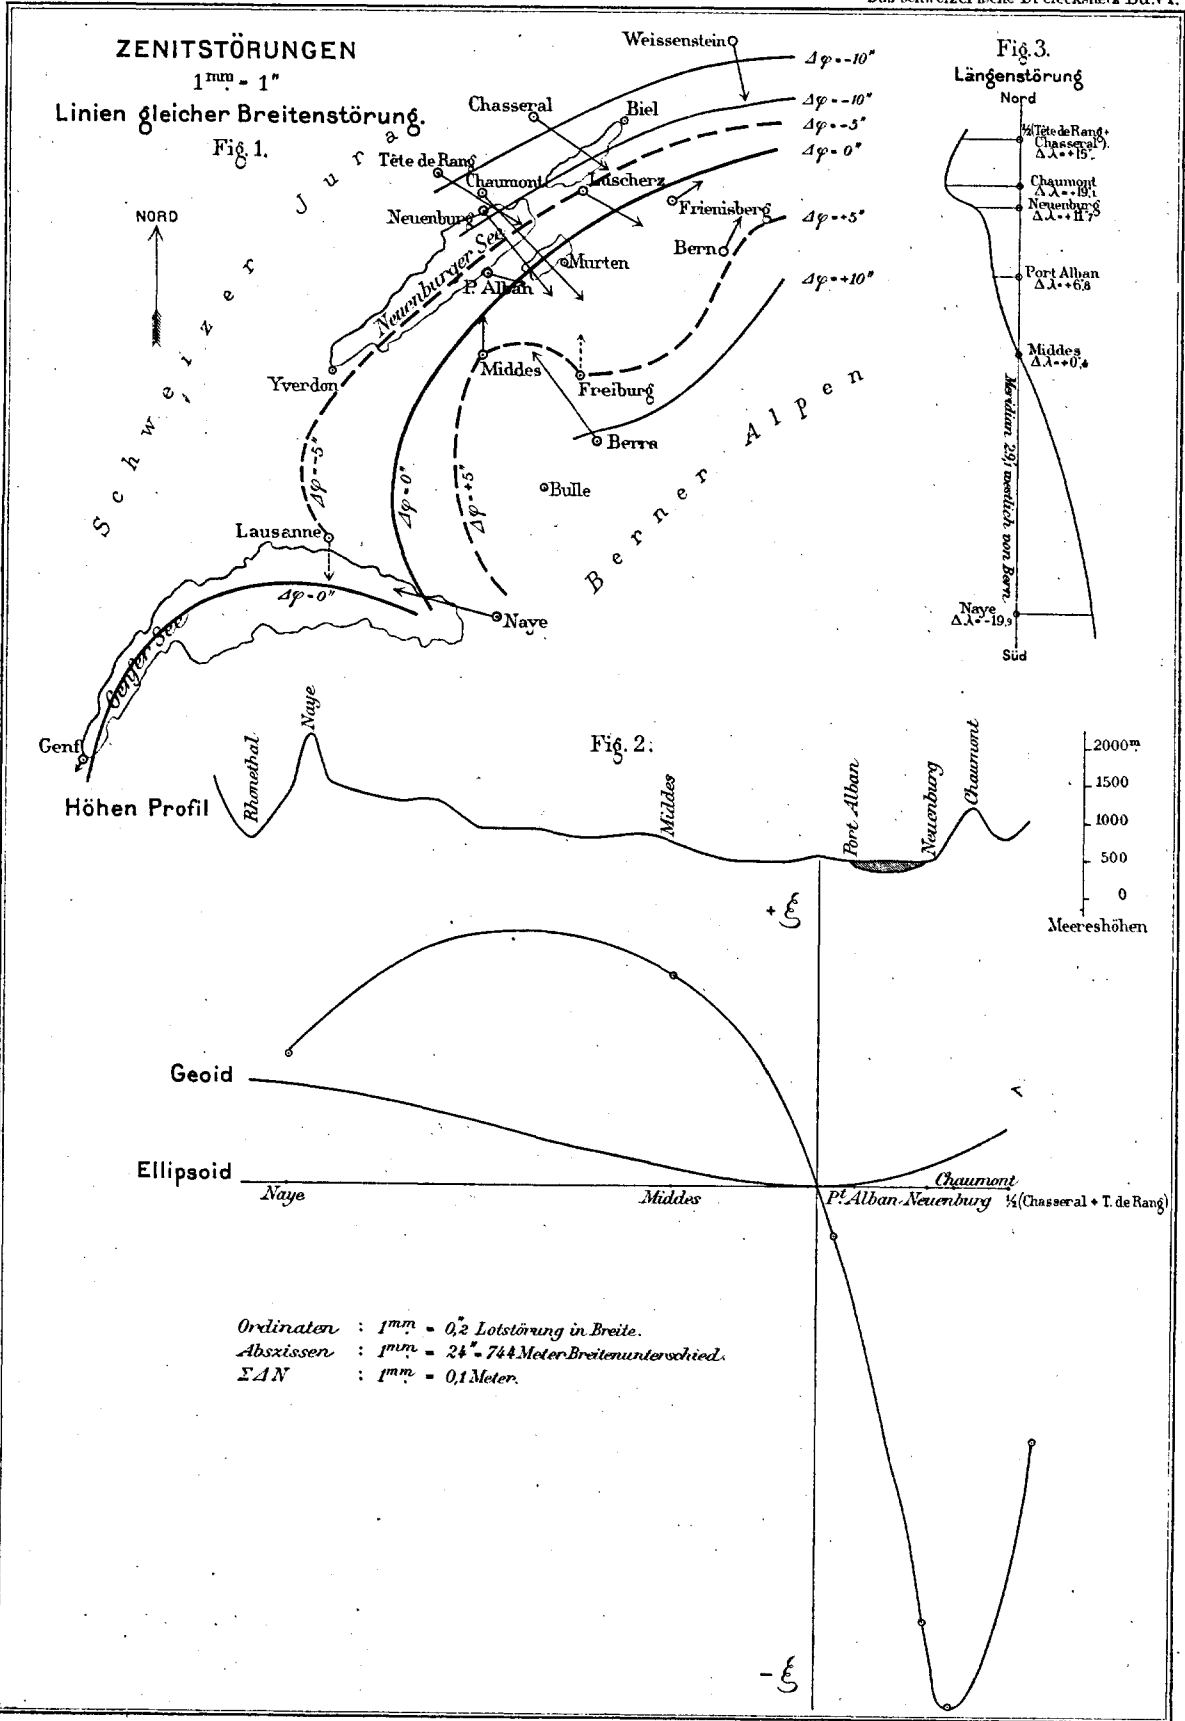 Das schweizerische Dreiecksnetz Bd. VI.
ZENITSTÖRUNGEN
1mm = 1"
Linien gleicher Breitenstörung.
Fig. 1.
NORD
Schweizer Jura
Weissenstein
Chasseral
Biel
Tête de Rang
Chaumont
Lüscherz
Neuenburg
Frienisberg
Neuenburger See
Bern
Murten
P. Alban
Yverdon
Middes
Freiburg
Berra
Bulle
Berner Alpen
Lausanne
Naye
Genfer See
Genf
Δφ=-10"
Δφ=-10"
Δφ=-5"
Δφ=0"
Δφ=+5"
Δφ=+10"
Δφ=-5"
Δφ=0"
Δφ=+5"
Δφ=0"
Fig. 3.
Längenstörung
Nord
½(Tête de Rang +
Chasseral).
Δλ=+15"
Chaumont
Δλ=+19,1
Neuenburg
Δλ=+11,7
Port Alban
Δλ=+6,8
Middes
Δλ=+0,4
Meridian 29,'1 westlich von Bern.
Naye
Δλ=-19,9
Süd
Fig. 2.
Höhen Profil
Rhonethal
Naye
Middes
Port Alban
Neuenburg
Chaumont
2000m
1500
1000
500
0
Meereshöhen
+ξ
Geoid
Ellipsoid
Naye
Middes
Pt. Alban
Neuenburg
Chaumont
½(Chasseral + T. de Rang)
Ordinaten : 1mm = 0,"2 Lotstörung in Breite.
Abszissen : 1mm = 24" = 744 Meter Breitenunterschied.
ΣΔN : 1mm = 0,1 Meter.
-ξ